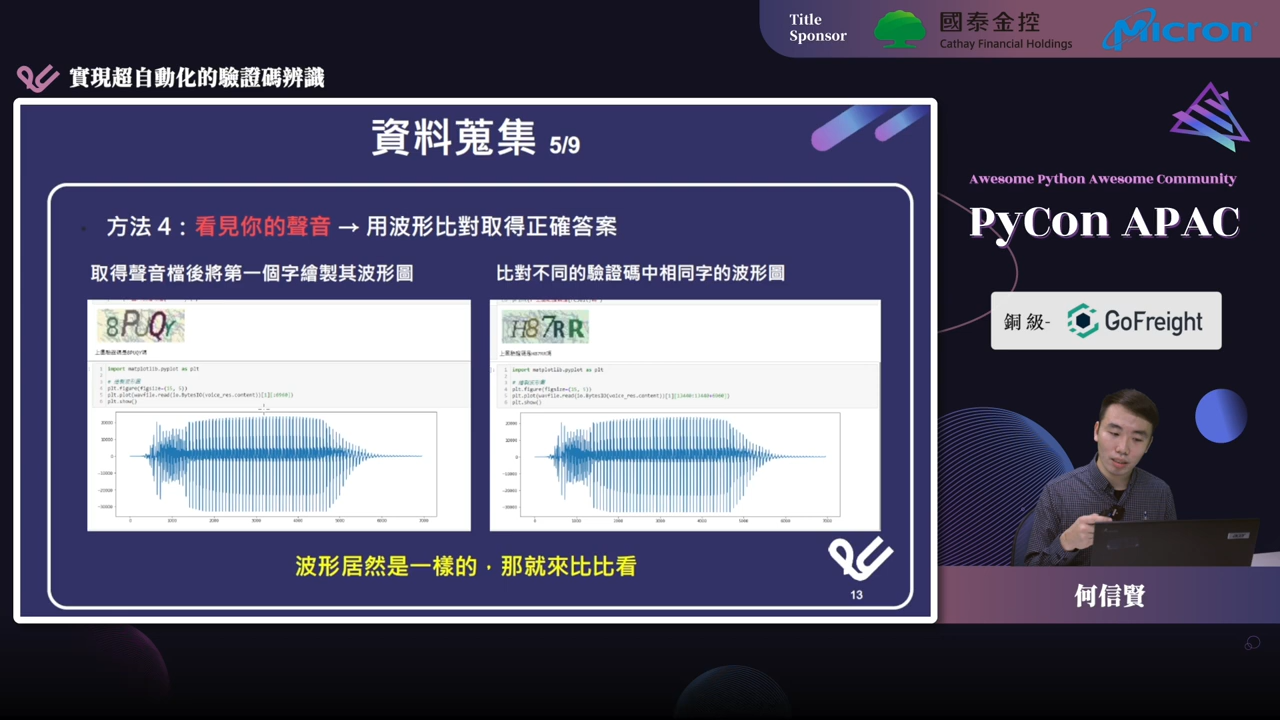 Title
Sponsor
國泰金控
Cathay Financial Holdings
Micron
實現超自動化的驗證碼辨識
資料蒐集 5/9
方法 4：看見你的聲音 → 用波形比對取得正確答案
取得聲音檔後將第一個字繪製其波形圖
比對不同的驗證碼中相同字的波形圖
8PUQY
H87RR
import matplotlib.pyplot as plt
plt.show()
import matplotlib.pyplot as plt
plt.show()
波形居然是一樣的，那就來比比看
13
Awesome Python Awesome Community
PyCon APAC
銅級-
GoFreight
何信賢